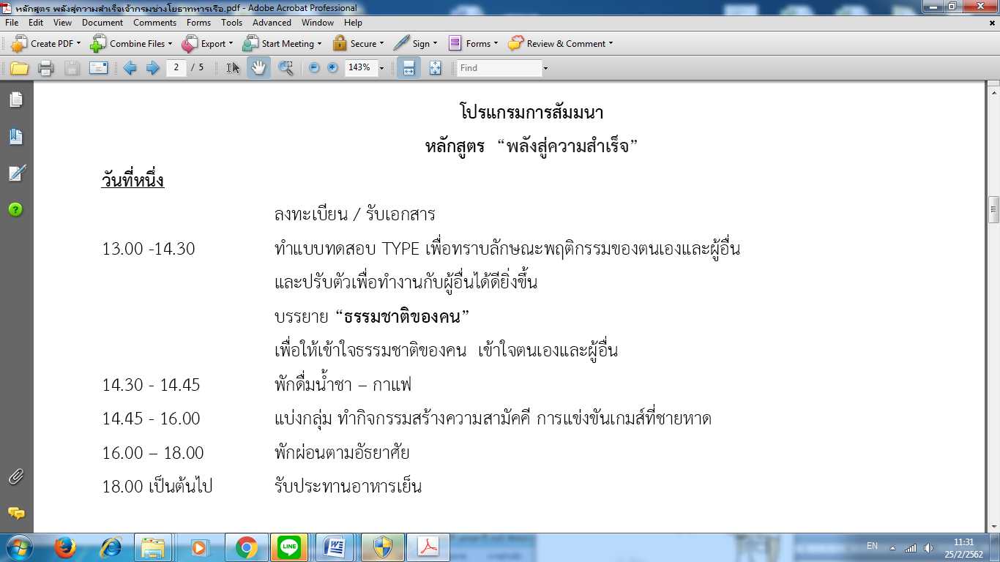 หลักสูตร พลังสู่ความสำเร็จเจ้ากรมช่างโยธาทหารเรือ.pdf - Adobe Acrobat Professional
File Edit View Document Comments Forms Tools Advanced Window Help
Create PDF Combine Files Export Start Meeting Secure Sign Forms Review & Comment
2 / 5 143% Find
โปรแกรมการสัมมนา
หลักสูตร “พลังสู่ความสำเร็จ”
วันที่หนึ่ง
ลงทะเบียน / รับเอกสาร
13.00 -14.30 ทำแบบทดสอบ TYPE เพื่อทราบลักษณะพฤติกรรมของตนเองและผู้อื่น
และปรับตัวเพื่อทำงานกับผู้อื่นได้ดียิ่งขึ้น
บรรยาย “ธรรมชาติของคน”
เพื่อให้เข้าใจธรรมชาติของคน เข้าใจตนเองและผู้อื่น
14.30 - 14.45 พักดื่มน้ำชา – กาแฟ
14.45 - 16.00 แบ่งกลุ่ม ทำกิจกรรมสร้างความสามัคคี การแข่งขันเกมส์ที่ชายหาด
16.00 – 18.00 พักผ่อนตามอัธยาศัย
18.00 เป็นต้นไป รับประทานอาหารเย็น
LINE
EN 11:31
25/2/2562